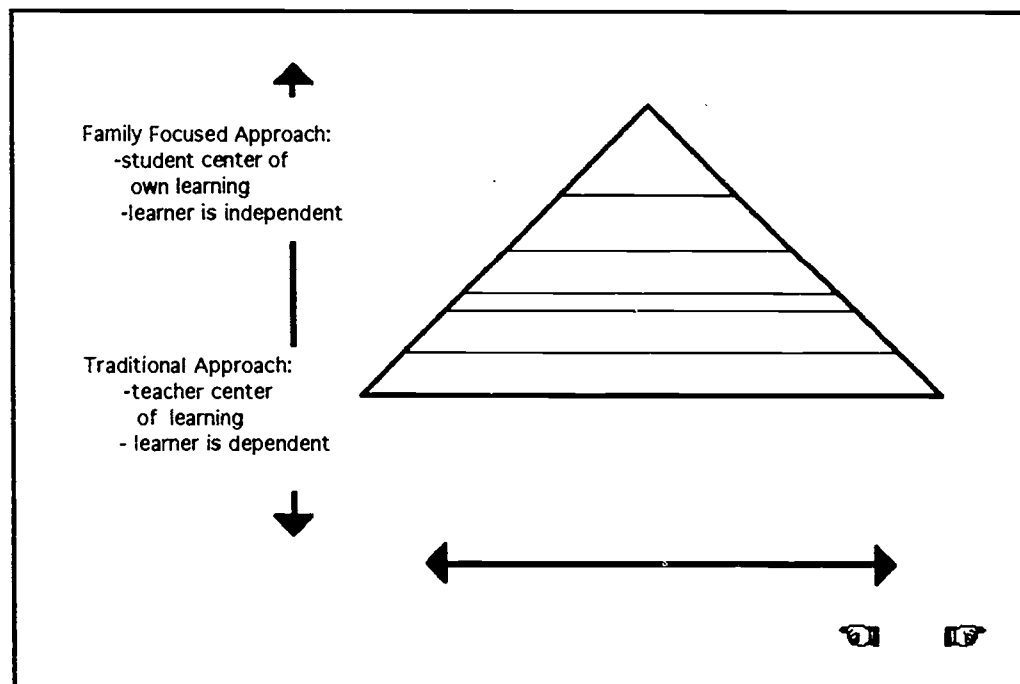 Family Focused Approach:
-student center of
own learning
-learner is independent
Traditional Approach:
-teacher center
of learning
- learner is dependent